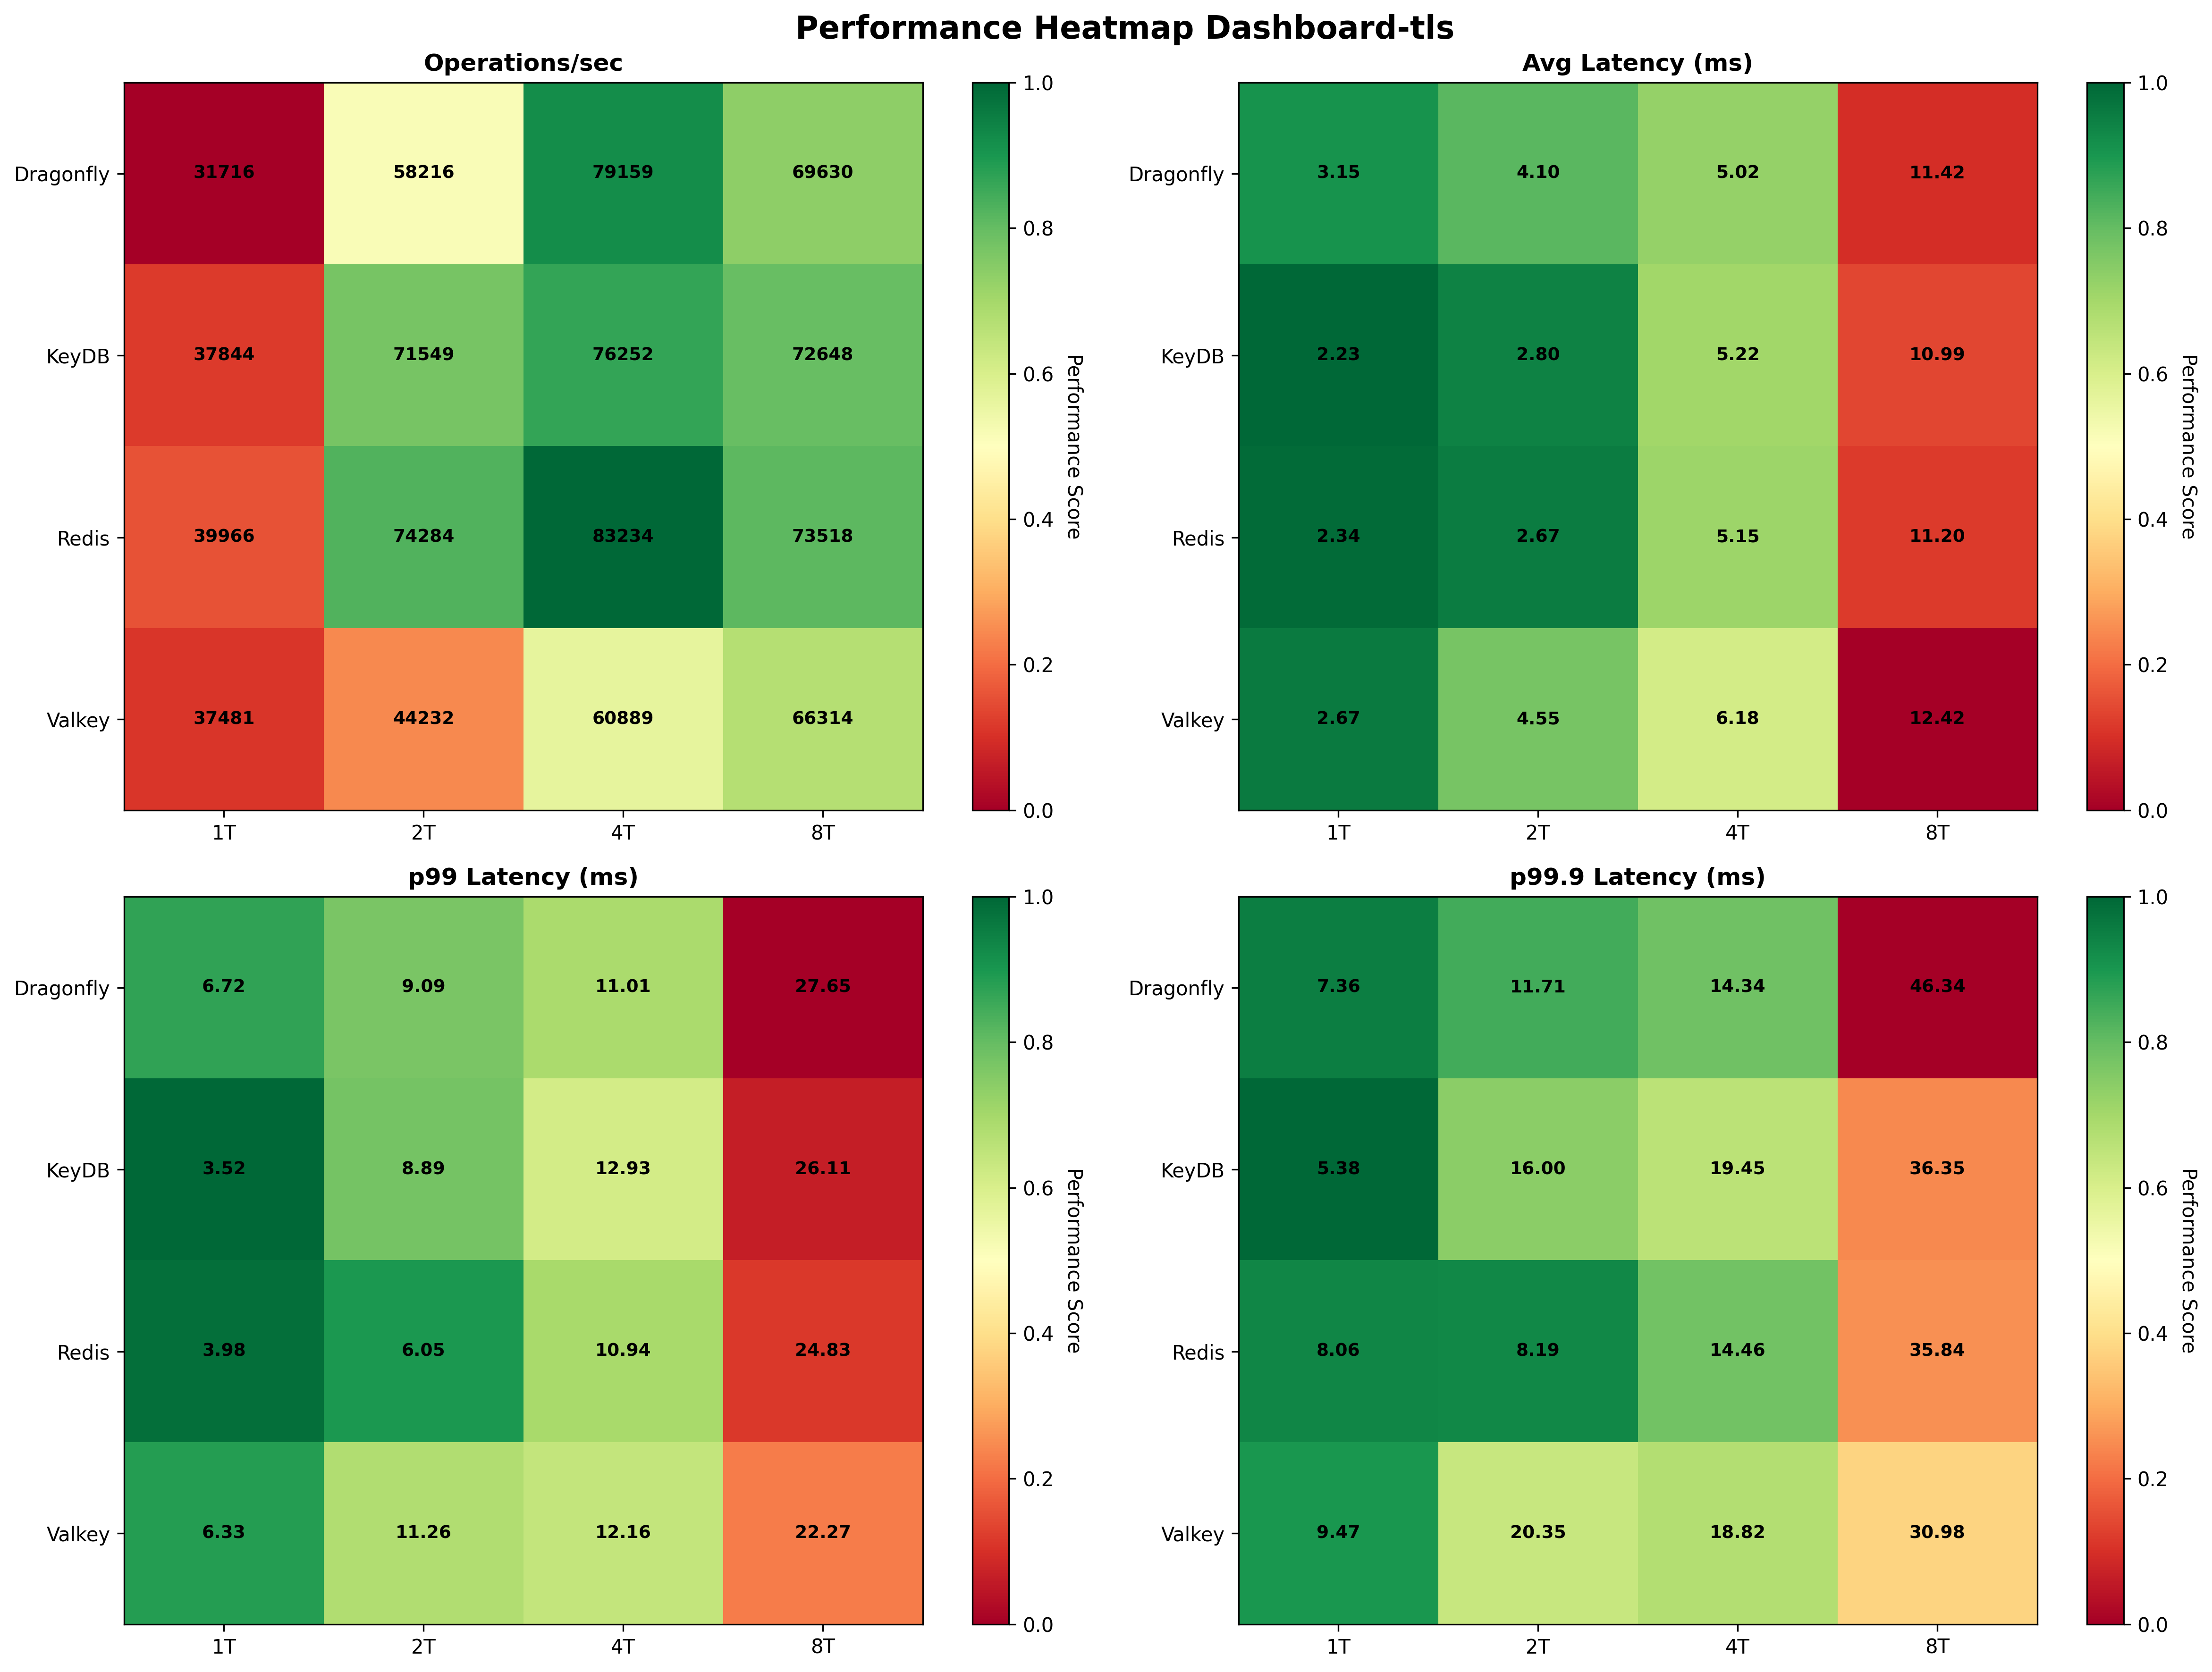 Performance Heatmap Dashboard-tls
Operations/sec
Dragonfly 31716 58216 79159 69630
KeyDB 37844 71549 76252 72648
Redis 39966 74284 83234 73518
Valkey 37481 44232 60889 66314
1T 2T 4T 8T
1.0
0.8
0.6
0.4
0.2
0.0
Performance Score
Avg Latency (ms)
Dragonfly 3.15 4.10 5.02 11.42
KeyDB 2.23 2.80 5.22 10.99
Redis 2.34 2.67 5.15 11.20
Valkey 2.67 4.55 6.18 12.42
1T 2T 4T 8T
1.0
0.8
0.6
0.4
0.2
0.0
Performance Score
p99 Latency (ms)
Dragonfly 6.72 9.09 11.01 27.65
KeyDB 3.52 8.89 12.93 26.11
Redis 3.98 6.05 10.94 24.83
Valkey 6.33 11.26 12.16 22.27
1T 2T 4T 8T
1.0
0.8
0.6
0.4
0.2
0.0
Performance Score
p99.9 Latency (ms)
Dragonfly 7.36 11.71 14.34 46.34
KeyDB 5.38 16.00 19.45 36.35
Redis 8.06 8.19 14.46 35.84
Valkey 9.47 20.35 18.82 30.98
1T 2T 4T 8T
1.0
0.8
0.6
0.4
0.2
0.0
Performance Score